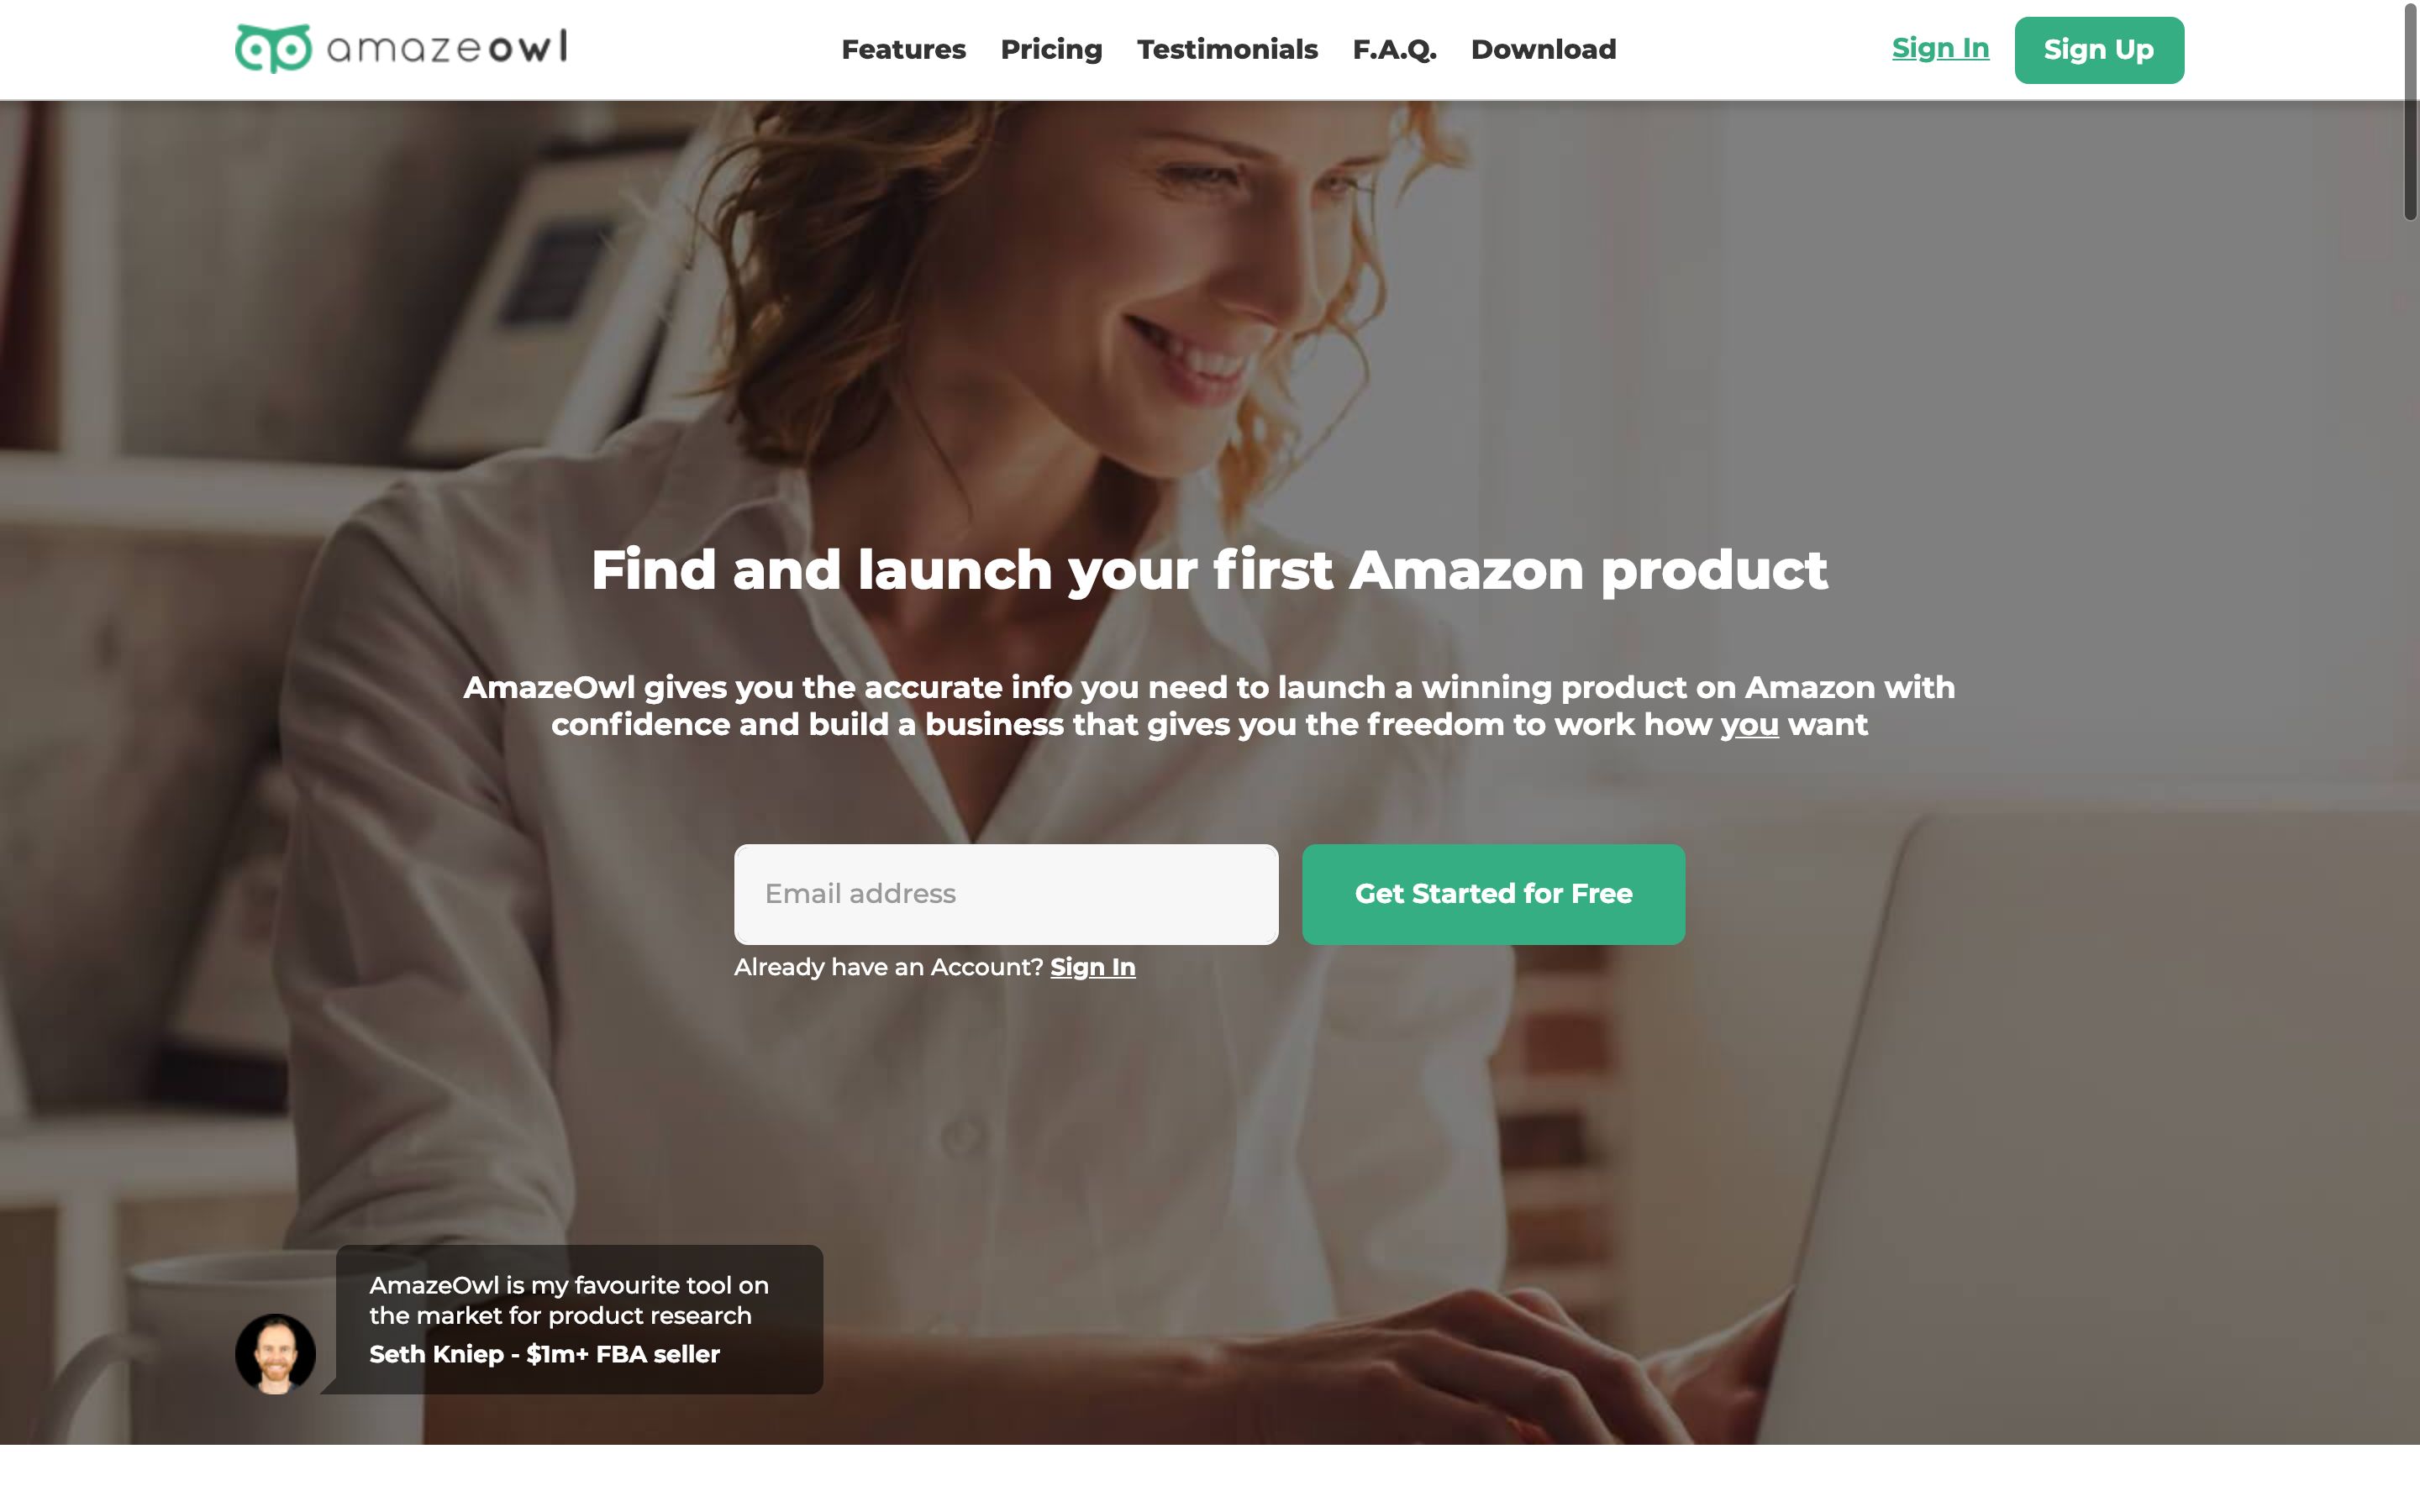 amazeowl
Features
Pricing
Testimonials
F.A.Q.
Download
Sign In
Sign Up
Find and launch your first Amazon product
AmazeOwl gives you the accurate info you need to launch a winning product on Amazon with
confidence and build a business that gives you the freedom to work how you want
Email address
Get Started for Free
Already have an Account? Sign In
AmazeOwl is my favourite tool on
the market for product research
Seth Kniep - $1m+ FBA seller